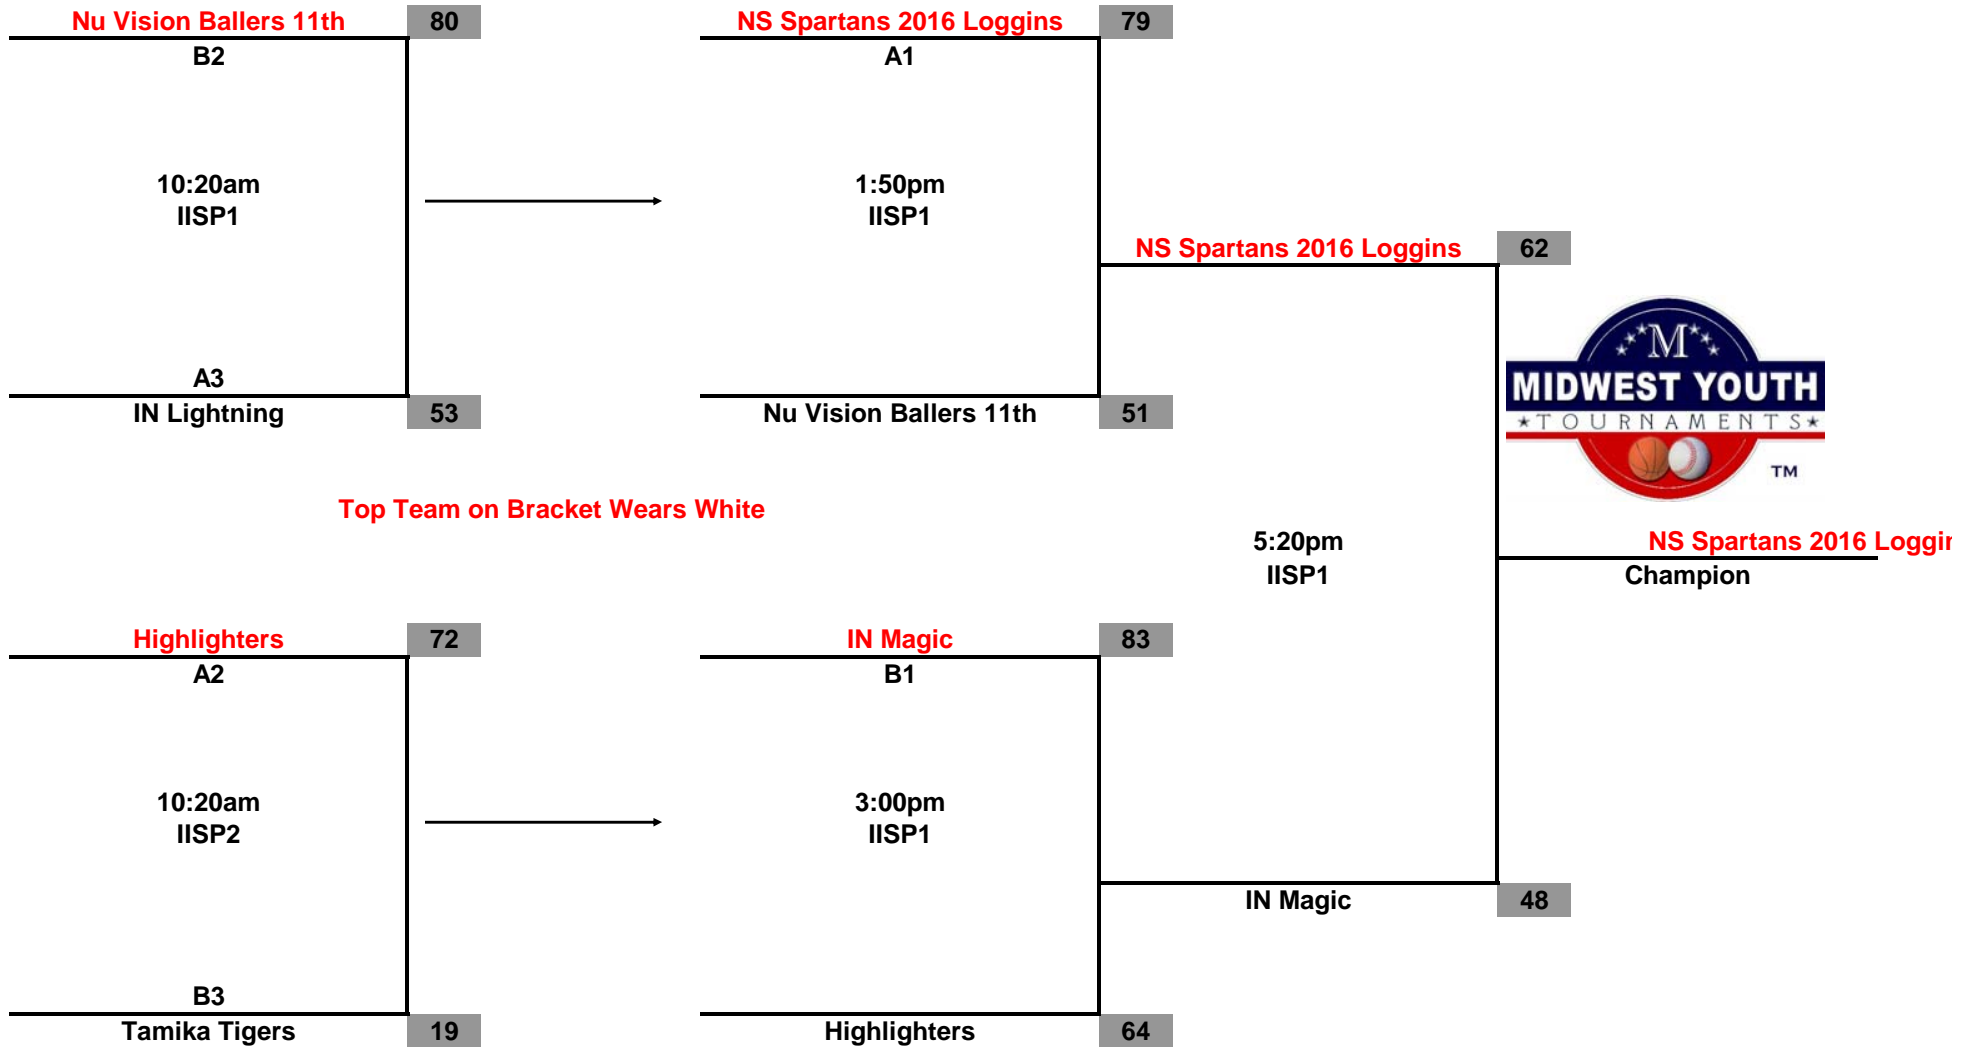 Nu Vision Ballers 11th 80
B2
10:20am
IISP1
A3
IN Lightning 53
NS Spartans 2016 Loggins 79
A1
1:50pm
IISP1
Nu Vision Ballers 11th 51
NS Spartans 2016 Loggins 62
M
MIDWEST YOUTH
TOURNAMENTS
TM
Top Team on Bracket Wears White
5:20pm
IISP1
NS Spartans 2016 Loggin
Champion
Highlighters 72
A2
10:20am
IISP2
B3
Tamika Tigers 19
IN Magic 83
B1
3:00pm
IISP1
Highlighters 64
IN Magic 48